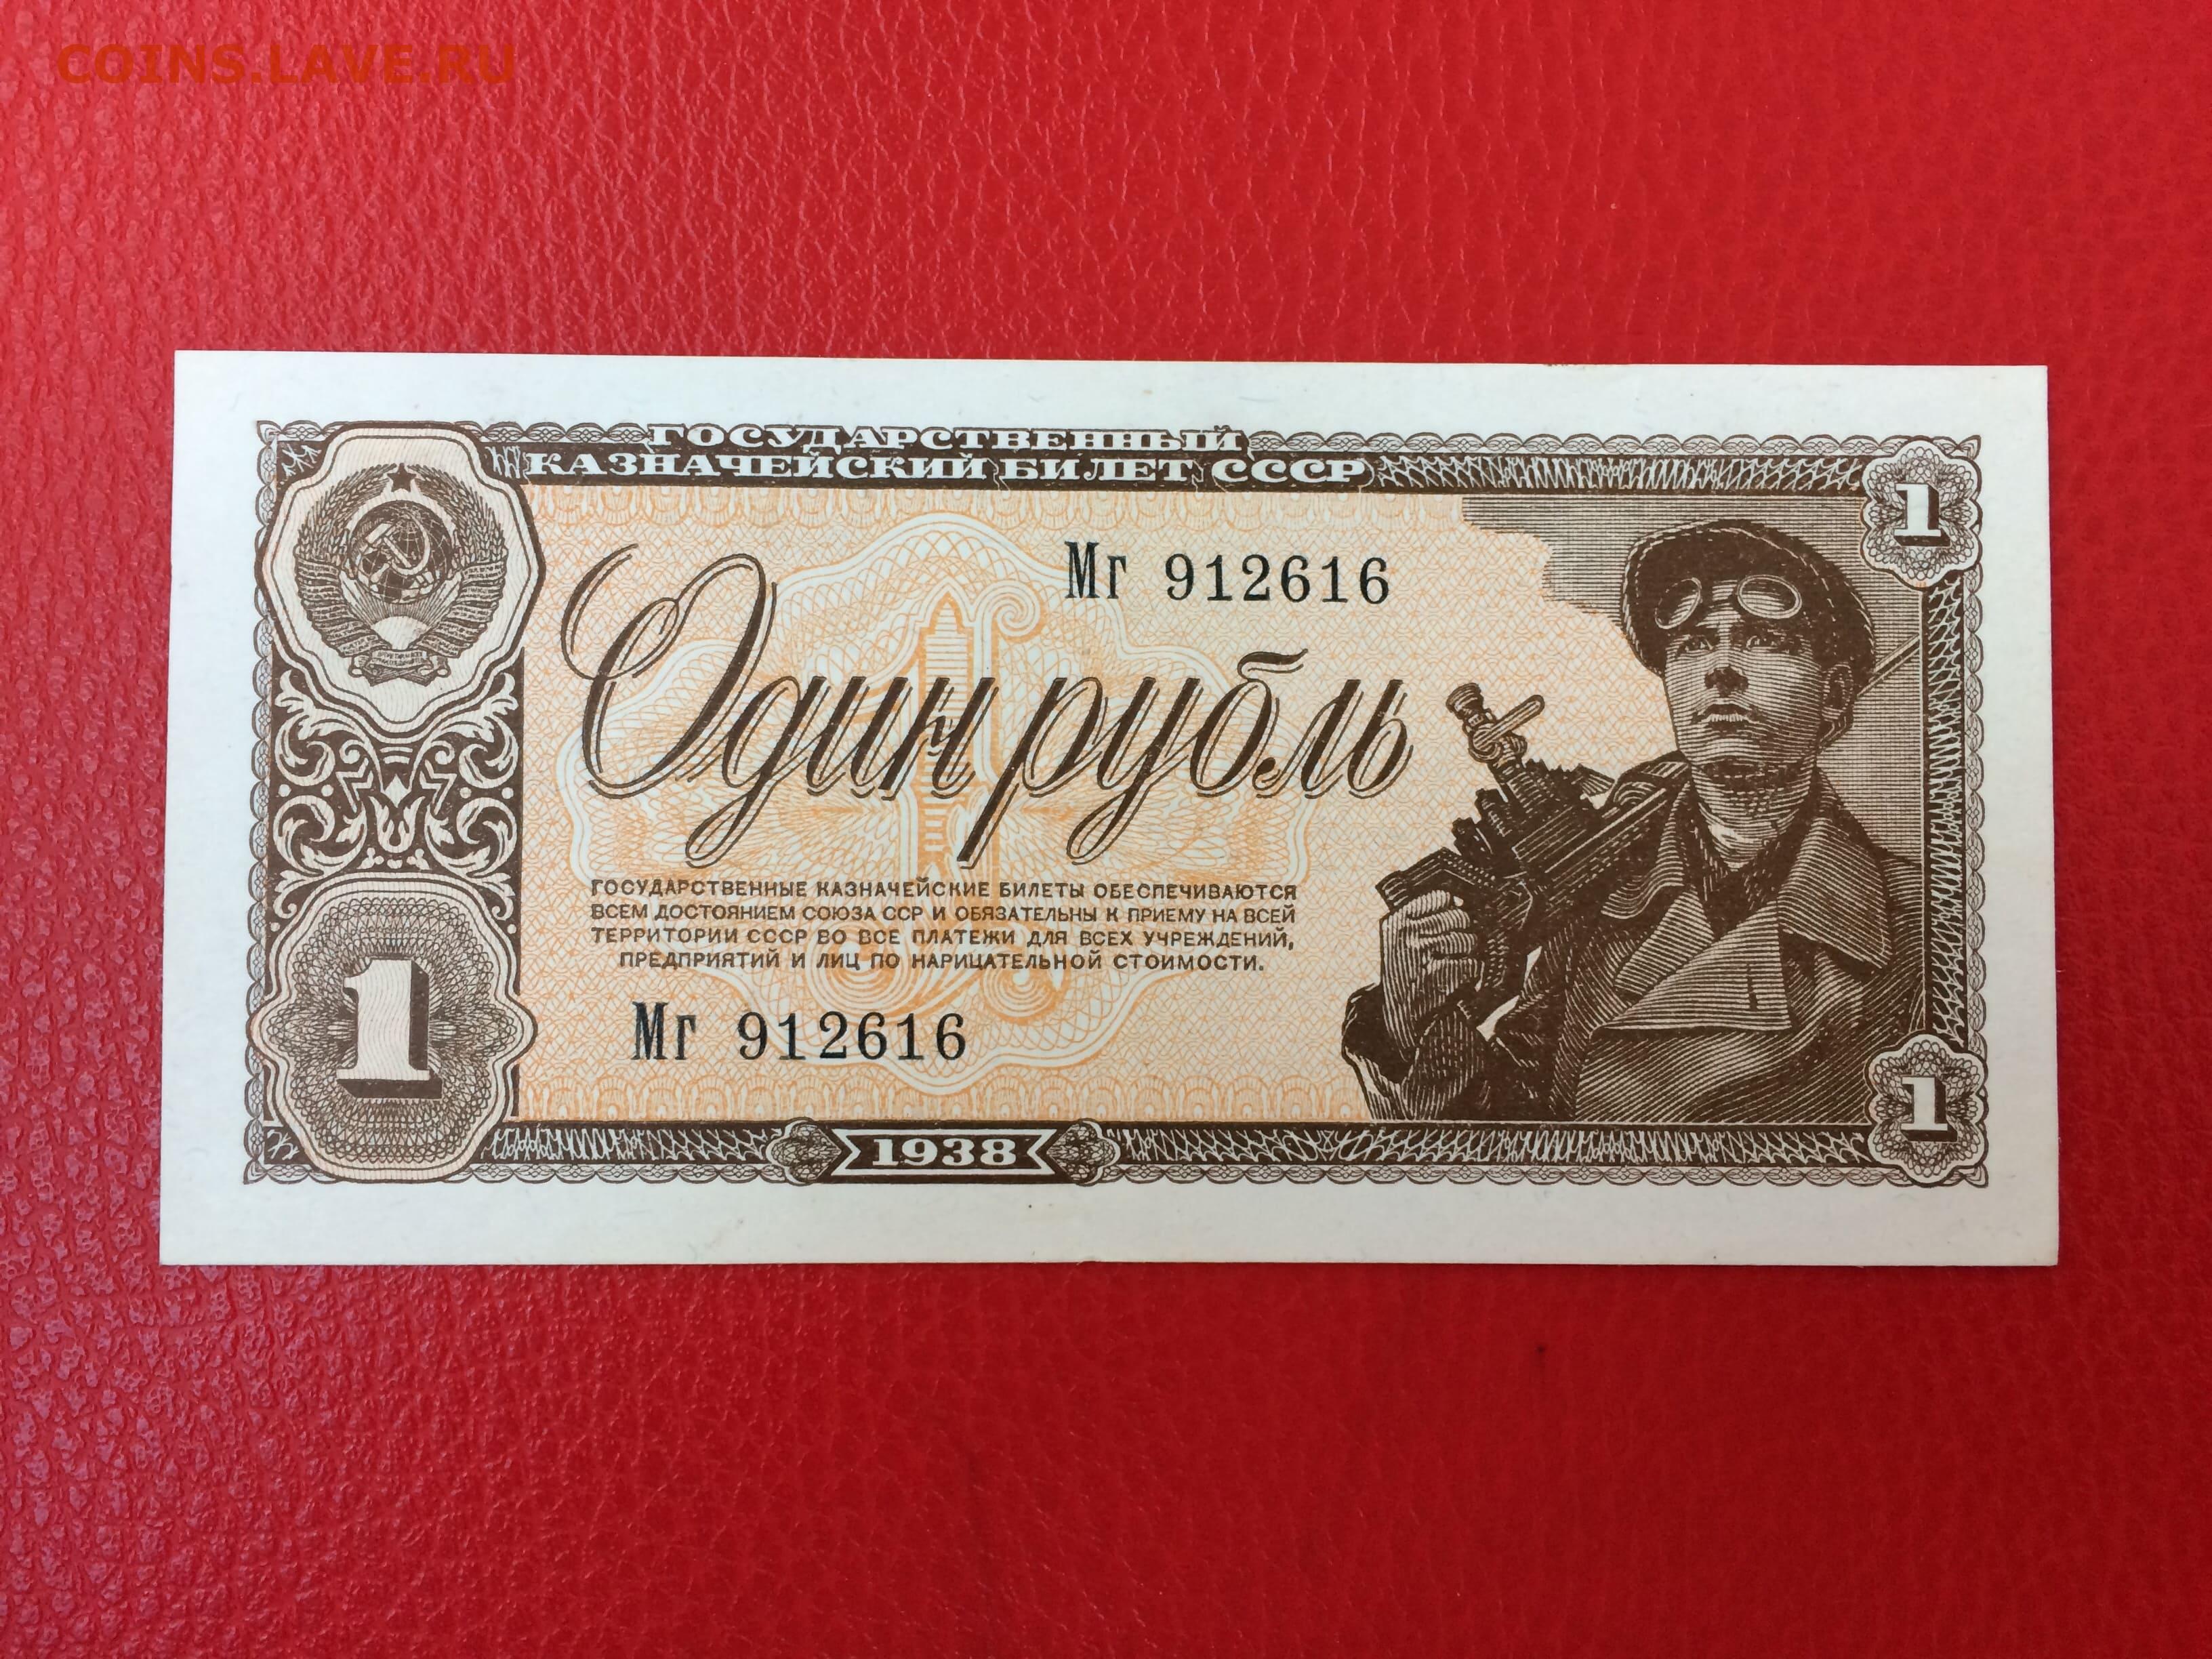 COINS.LAVE.RU
ГОСУДАРСТВЕННЫЙ
КАЗНАЧЕЙСКИЙ БИЛЕТ СССР
1
Мг 912616
Один рубль
ГОСУДАРСТВЕННЫЕ КАЗНАЧЕЙСКИЕ БИЛЕТЫ ОБЕСПЕЧИВАЮТСЯ
ВСЕМ ДОСТОЯНИЕМ СОЮЗА ССР И ОБЯЗАТЕЛЬНЫ К ПРИЕМУ НА ВСЕЙ
ТЕРРИТОРИИ СССР ВО ВСЕ ПЛАТЕЖИ ДЛЯ ВСЕХ УЧРЕЖДЕНИЙ,
ПРЕДПРИЯТИЙ И ЛИЦ ПО НАРИЦАТЕЛЬНОЙ СТОИМОСТИ.
1
Мг 912616
1
1938